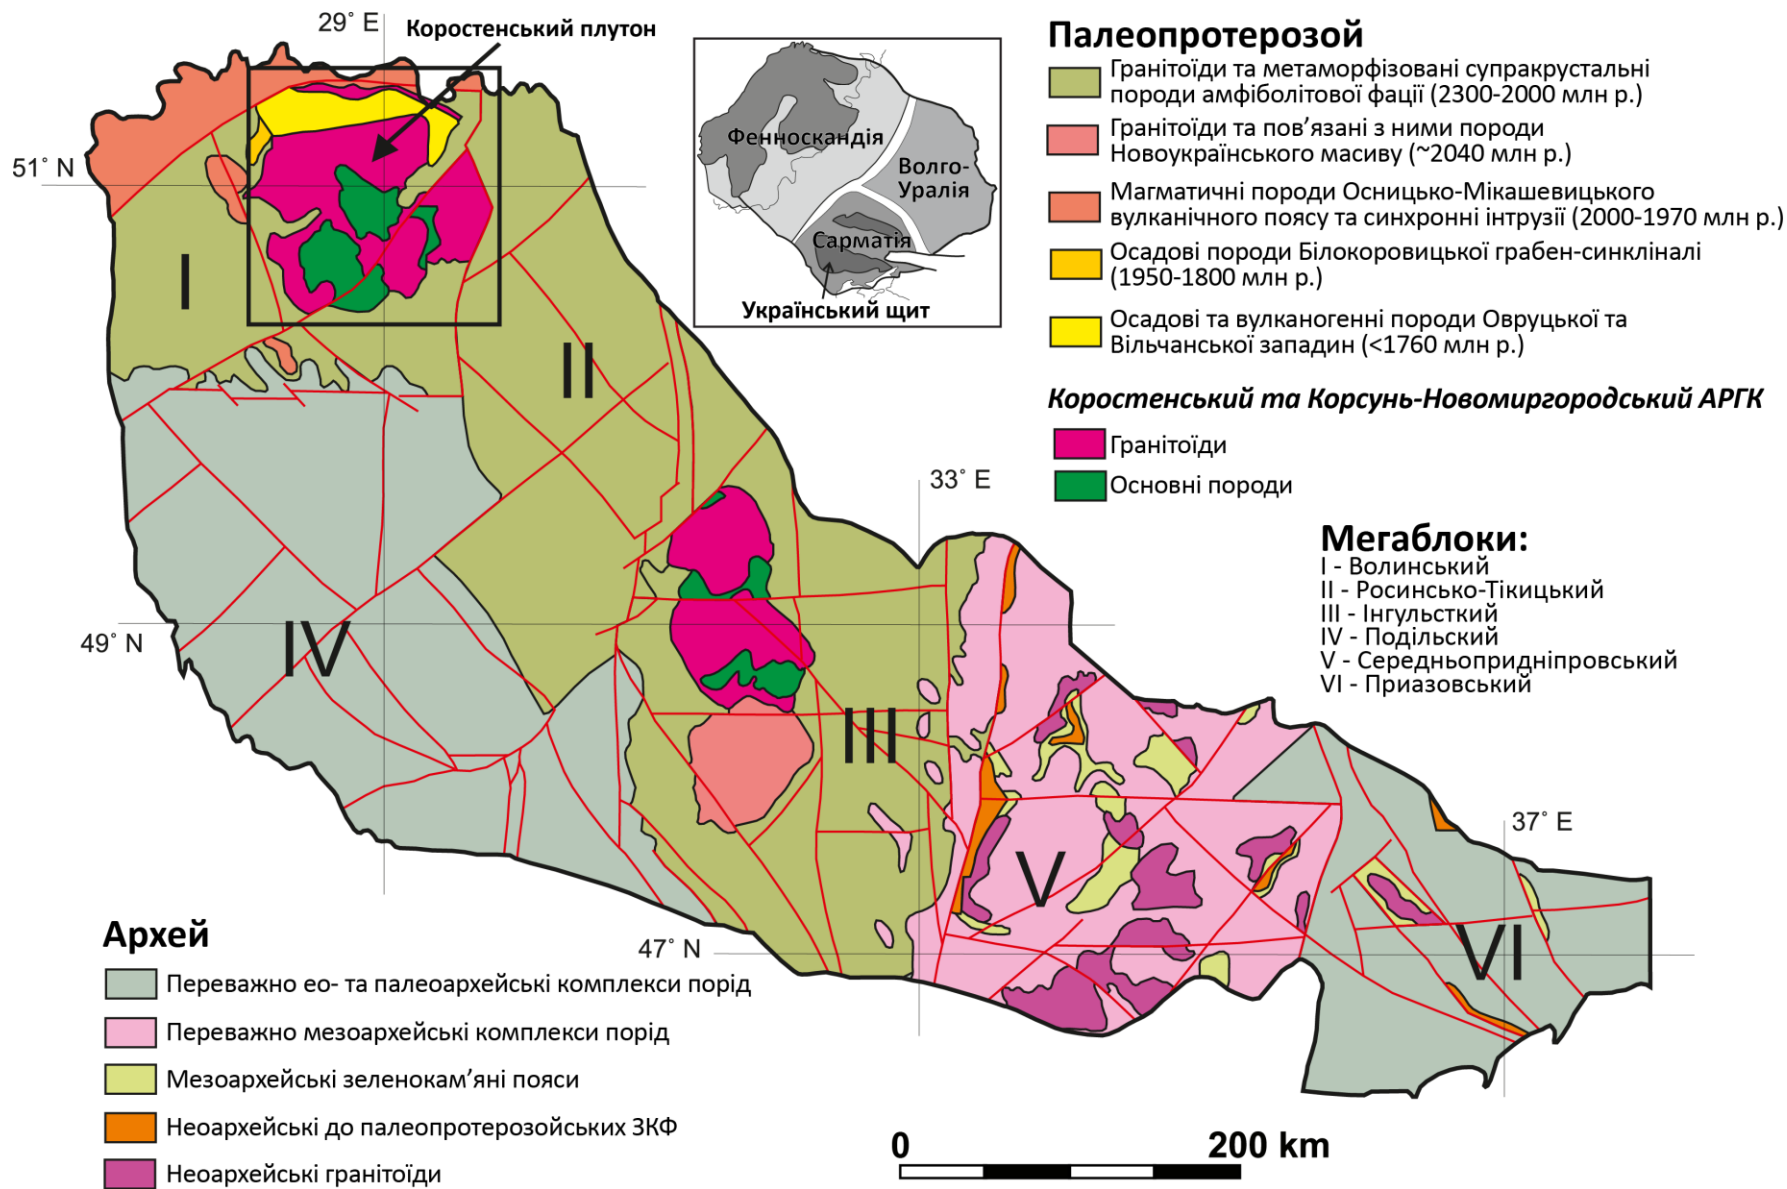 29° E
Коростенський плутон
51° N
I
II
Фенноскандія
Волго-
Уралія
Сарматія
Український щит
Палеопротерозой
Гранітоїди та метаморфізовані супракрустальні
породи амфіболітової фації (2300-2000 млн р.)
Гранітоїди та пов’язані з ними породи
Новоукраїнського масиву (~2040 млн р.)
Магматичні породи Осницько-Мікашевицького
вулканічного поясу та синхронні інтрузії (2000-1970 млн р.)
Осадові породи Білокоровицької грабен-синкліналі
(1950-1800 млн р.)
Осадові та вулканогенні породи Овруцької та
Вільчанської западин (<1760 млн р.)
Коростенський та Корсунь-Новомиргородський АРГК
Гранітоїди
Основні породи
33° E
Мегаблоки:
I - Волинський
II - Росинсько-Тікицький
III - Інгульсткий
IV - Подільский
V - Середньопридніпровський
VI - Приазовський
49° N
IV
III
37° E
V
VI
47° N
Архей
Переважно ео- та палеоархейські комплекси порід
Переважно мезоархейські комплекси порід
Мезоархейські зеленокам’яні пояси
Неоархейські до палеопротерозойських ЗКФ
Неоархейські гранітоїди
0
200 km